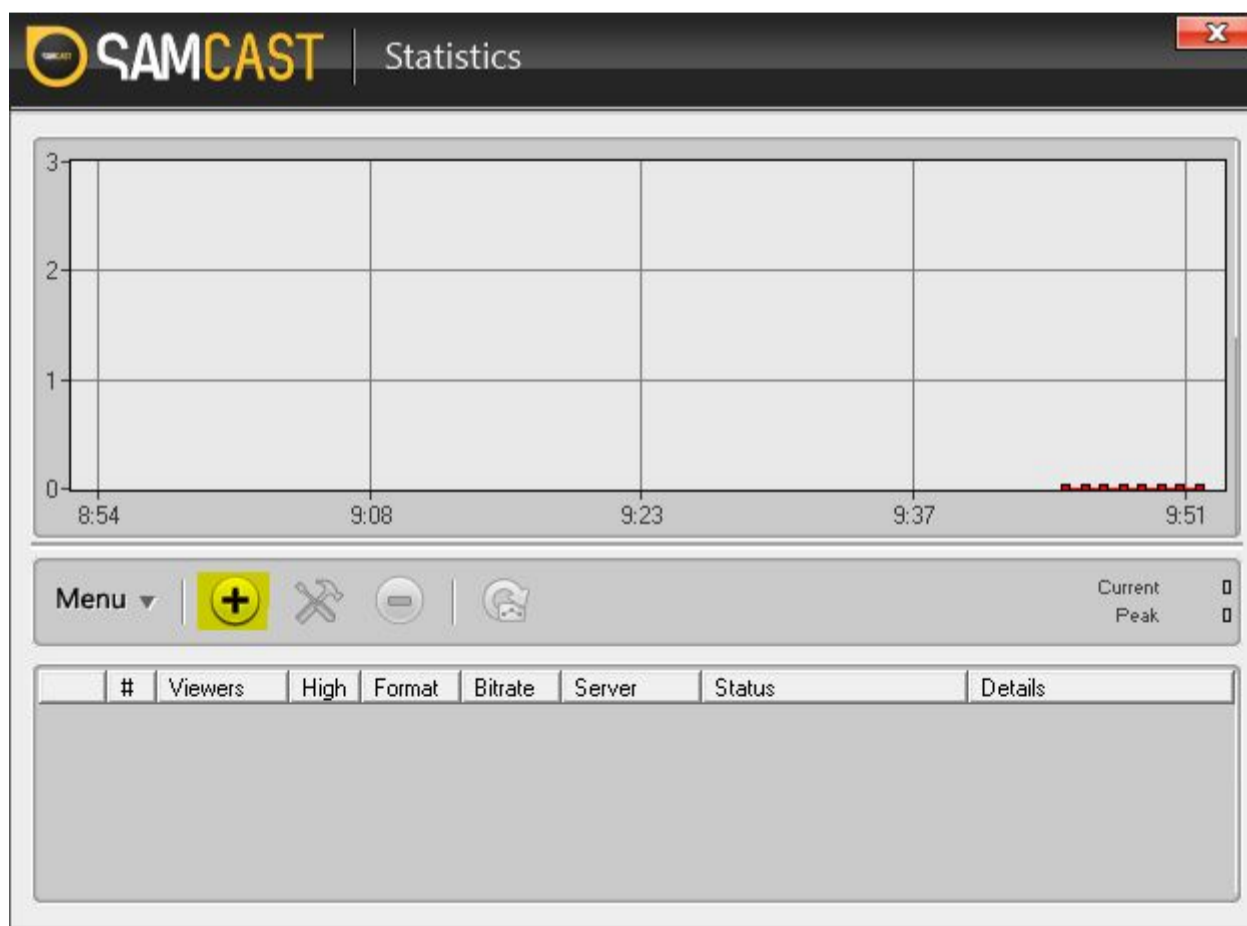 SAMCAST Statistics
3
2
1
0
8:54 9:08 9:23 9:37 9:51
Menu
Current 0
Peak 0
# Viewers High Format Bitrate Server Status Details